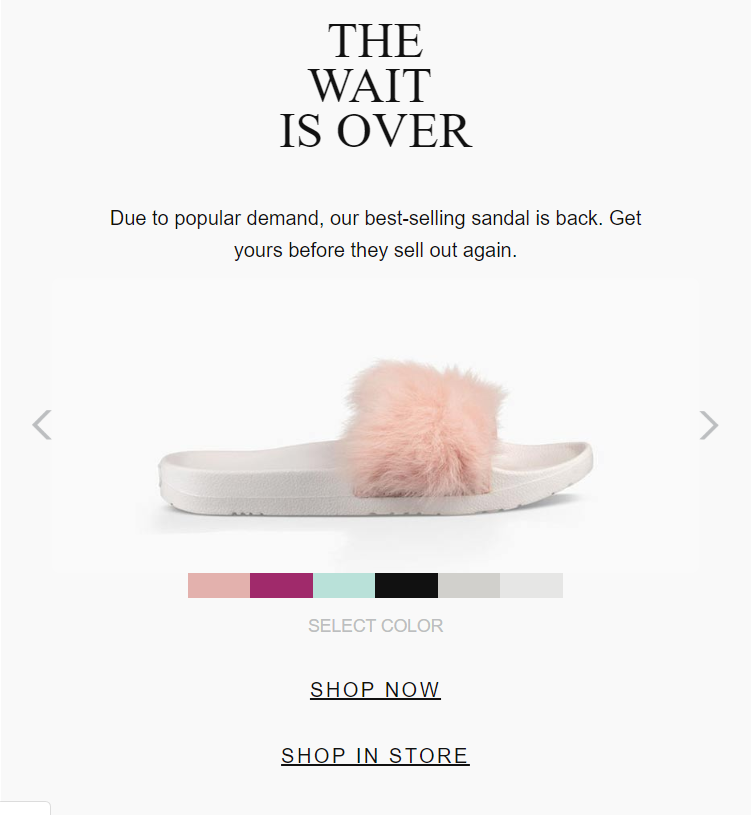 THE
WAIT
IS OVER
Due to popular demand, our best-selling sandal is back. Get
yours before they sell out again.
SELECT COLOR
SHOP NOW
SHOP IN STORE